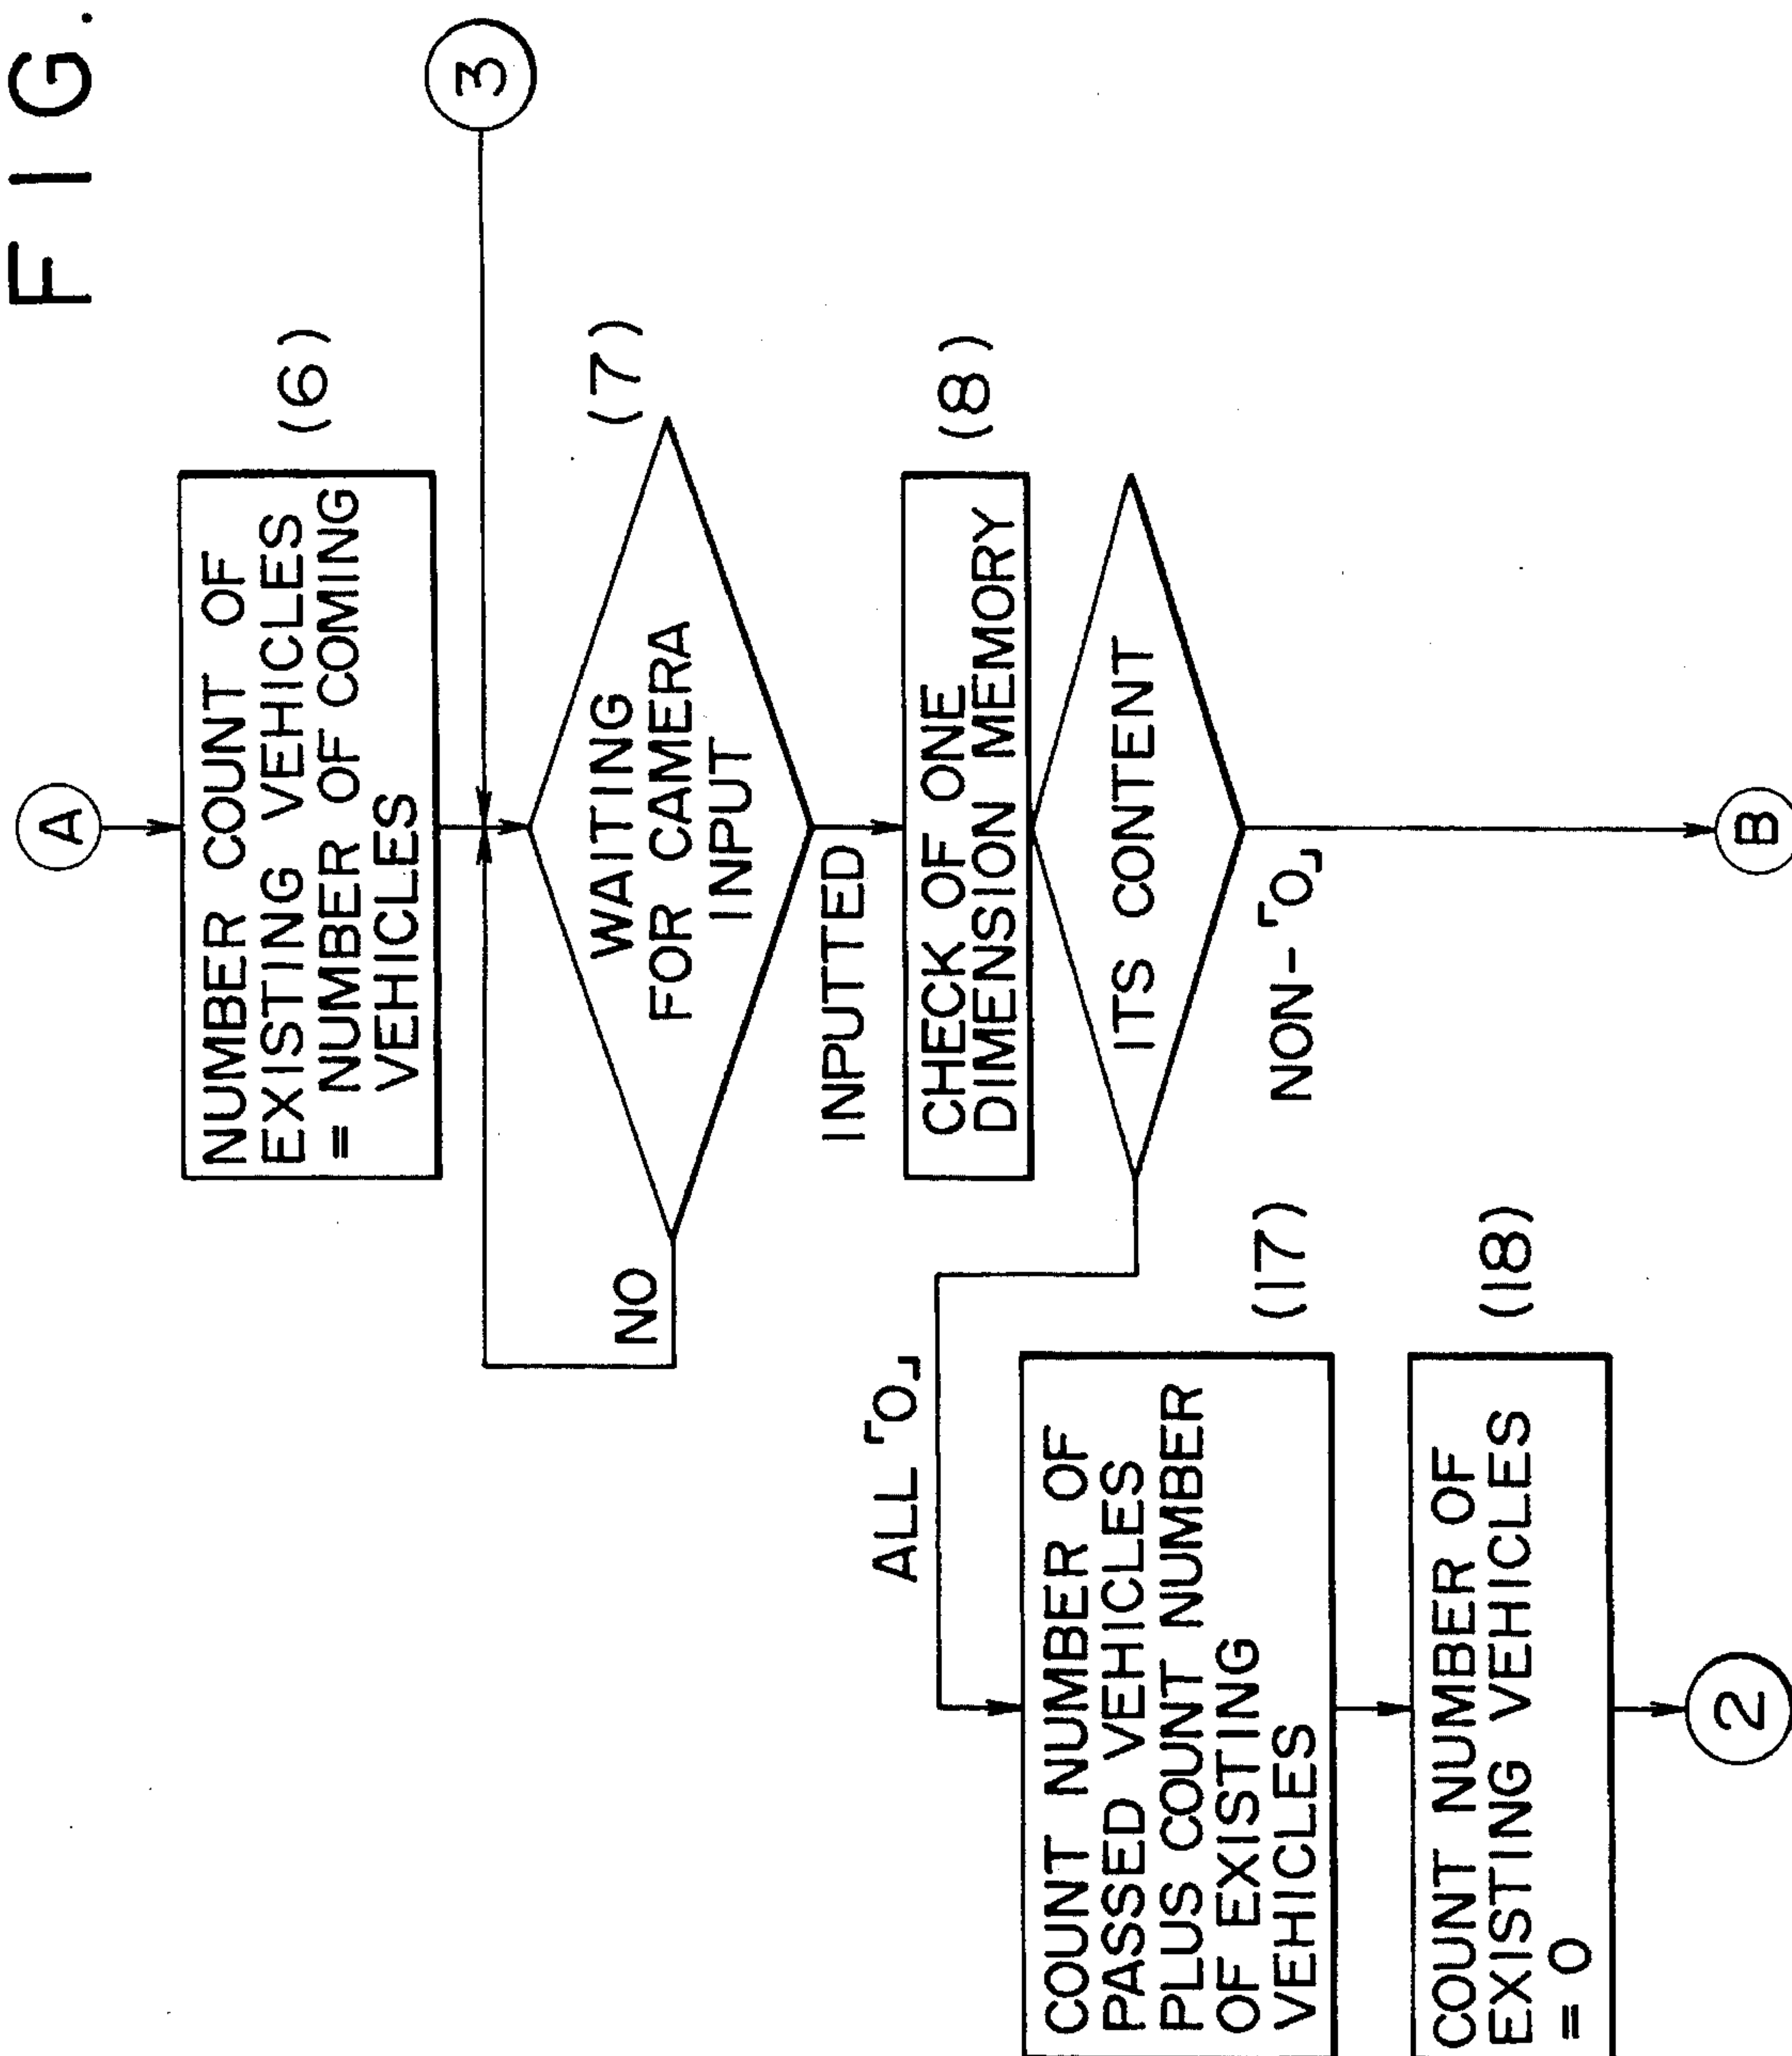 FIG.
A
NUMBER COUNT OF
EXISTING VEHICLES
= NUMBER OF COMING
VEHICLES
(6)
3
WAITING
FOR CAMERA
INPUT
(7)
NO
INPUTTED
CHECK OF ONE
DIMENSION MEMORY
(8)
ITS CONTENT
ALL「0」
NON-「0」
COUNT NUMBER OF
PASSED VEHICLES
PLUS COUNT NUMBER
OF EXISTING
VEHICLES
(17)
COUNT NUMBER OF
EXISTING VEHICLES
= 0
(18)
2
B